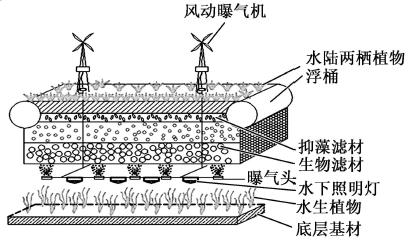 风动曝气机
水陆两栖植物
浮桶
抑藻滤材
生物滤材
曝气头
水下照明灯
水生植物
底层基材